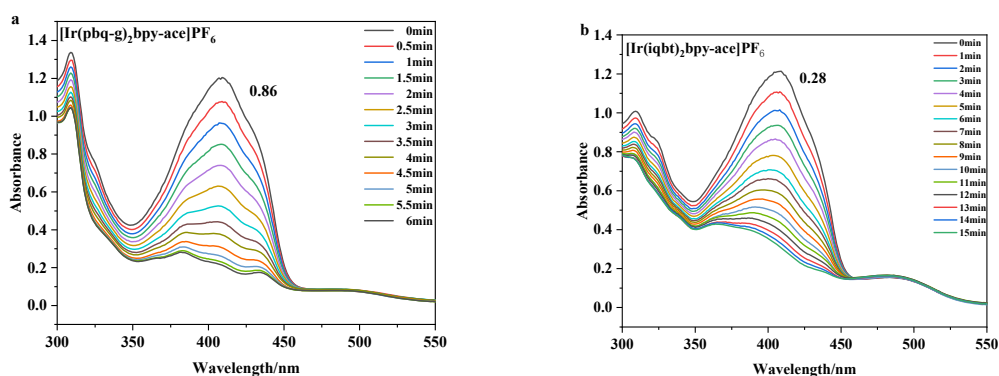 a
[Ir(pbq-g)2bpy-ace]PF6
0.86
0min
0.5min
1min
1.5min
2min
2.5min
3min
3.5min
4min
4.5min
5min
5.5min
6min
1.4
1.2
1.0
0.8
0.6
0.4
0.2
0.0
Absorbance
300
350
400
450
500
550
Wavelength/nm
b
[Ir(iqbt)2bpy-ace]PF6
0.28
0min
1min
2min
3min
4min
5min
6min
7min
8min
9min
10min
11min
12min
13min
14min
15min
1.4
1.2
1.0
0.8
0.6
0.4
0.2
0.0
Absorbance
300
350
400
450
500
550
Wavelength/nm